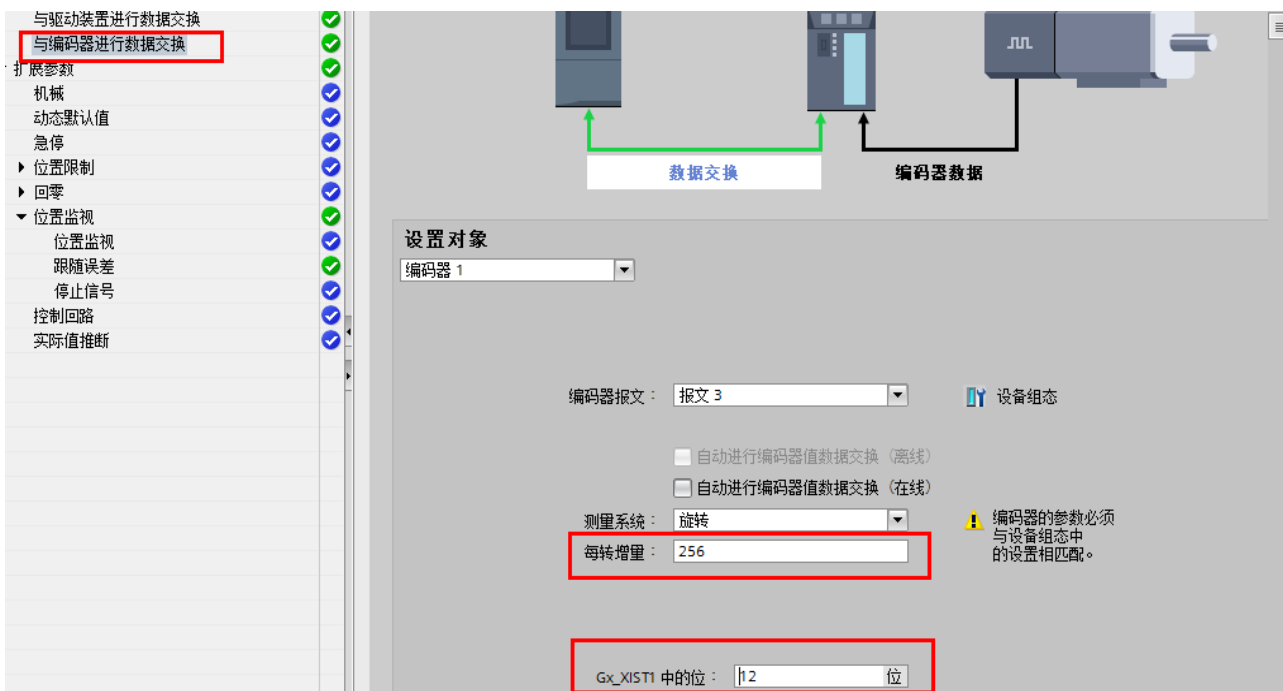 与驱动装置进行数据交换
与编码器进行数据交换
扩展参数
机械
动态默认值
急停
位置限制
回零
位置监视
位置监视
跟随误差
停止信号
控制回路
实际值推断
数据交换
编码器数据
设置对象
编码器 1
编码器报文：
报文 3
设备组态
自动进行编码器值数据交换（离线）
自动进行编码器值数据交换（在线）
测量系统：
旋转
编码器的参数必须
与设备组态中
的设置相匹配。
每转增量：
256
Gx_XIST1 中的位：
12
位